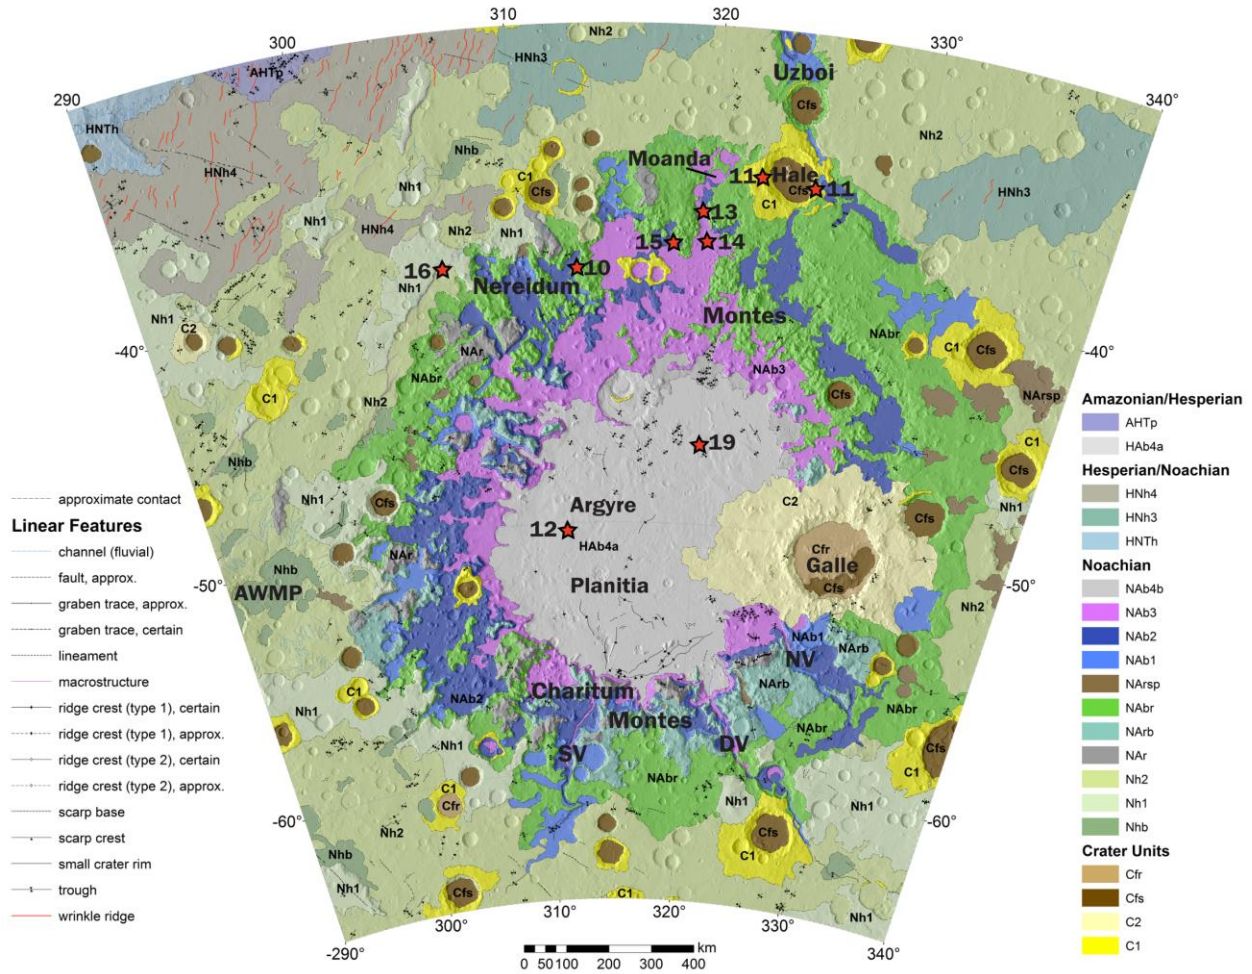 310
320
300
330°
290
340°
Nh2
HNh3
AHTp
Uzboi
Cfs
HNTh
Nh2
HNh4
Nhb
Moanda
C1
Cfs
Nh1
11
Hale
Cfs
11
C1
HNh3
13
Nh1
HNh4
Nh2
Nh1
15
14
16
10
Nh1
Nereidum
Nh1
C2
Montes
NAbr
C1
Cfs
-40°
-40°
NAr
NAbr
NAb3
NArsp
C1
Nh2
Cfs
19
C1
Cfs
Nhb
Nh1
Cfs
C2
Nh1
Argyre
Cfs
12
HAb4a
NAr
Cfr
Galle
Nhb
Planitia
Cfs
-50°
AWMP
-50°
Nh2
NAb1
NArb
NV
NArb
C1
NAb2
Charitum
Montes
NAbr
Nh1
NAbr
Nh1
SV
DV
Cfs
C1
NAbr
Nh1
Nh1
C1
Cfr
-60°
-60°
Nh2
Cfs
C1
Nhb
Nh1
Cfs
C1
Nh1
310°
320°
300°
330°
-290°
340°
km
0 50 100 200 300 400
approximate contact
Linear Features
channel (fluvial)
fault, approx.
graben trace, approx.
graben trace, certain
lineament
macrostructure
ridge crest (type 1), certain
ridge crest (type 1), approx.
ridge crest (type 2), certain
ridge crest (type 2), approx.
scarp base
scarp crest
small crater rim
trough
wrinkle ridge
Amazonian/Hesperian
AHTp
HAb4a
Hesperian/Noachian
HNh4
HNh3
HNTh
Noachian
NAb4b
NAb3
NAb2
NAb1
NArsp
NAbr
NArb
NAr
Nh2
Nh1
Nhb
Crater Units
Cfr
Cfs
C2
C1